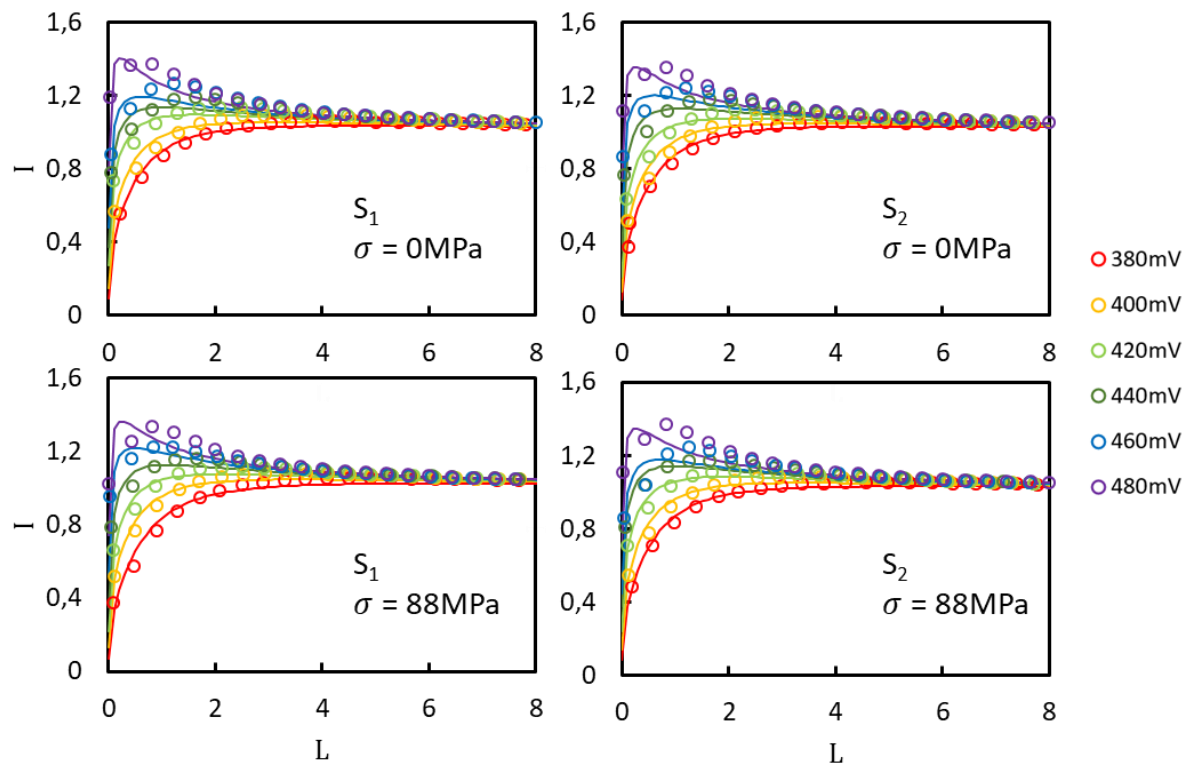 1,6
1,2
0,8
0,4
0
I
0 2 4 6 8
S1
σ = 0MPa
1,6
1,2
0,8
0,4
0
0 2 4 6 8
S2
σ = 0MPa
1,6
1,2
0,8
0,4
0
I
0 2 4 6 8
L
S1
σ = 88MPa
1,6
1,2
0,8
0,4
0
0 2 4 6 8
L
S2
σ = 88MPa
380mV
400mV
420mV
440mV
460mV
480mV